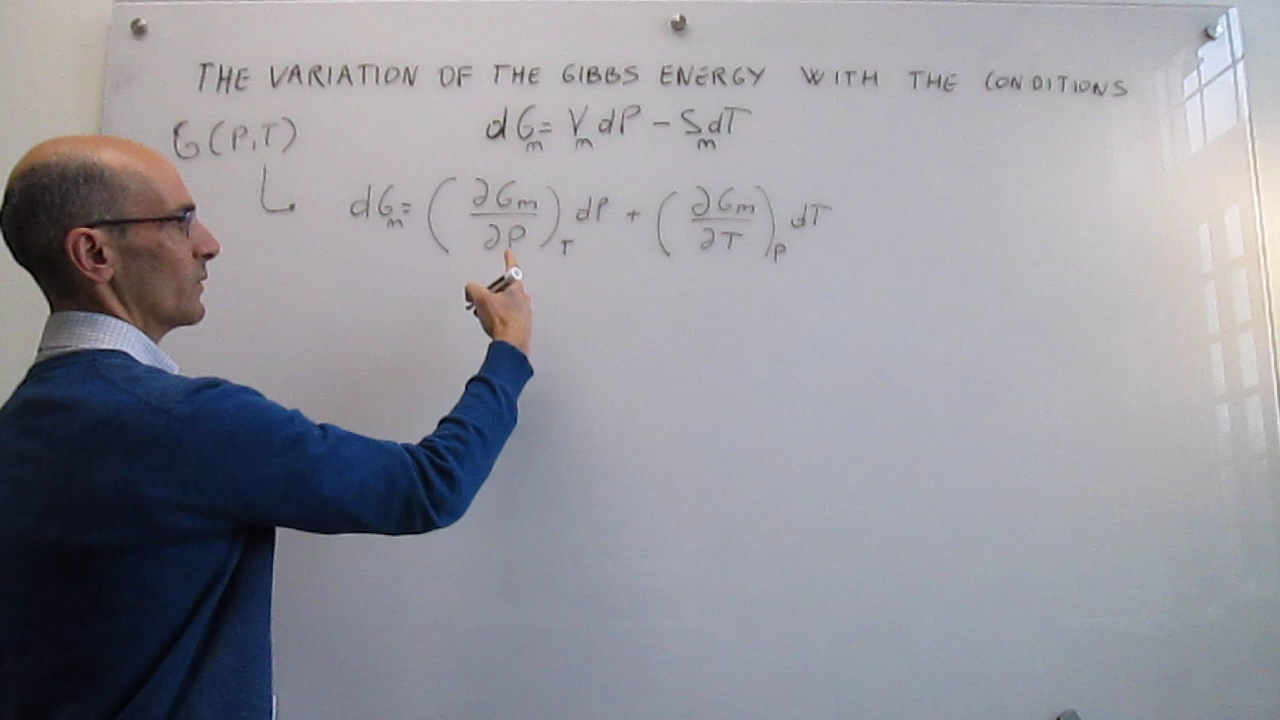 THE VARIATION OF THE GIBBS ENERGY WITH THE CONDITIONS
G(P,T) dGm = Vm dP - Sm dT
dGm = (∂Gm/∂P)T dP + (∂Gm/∂T)P dT